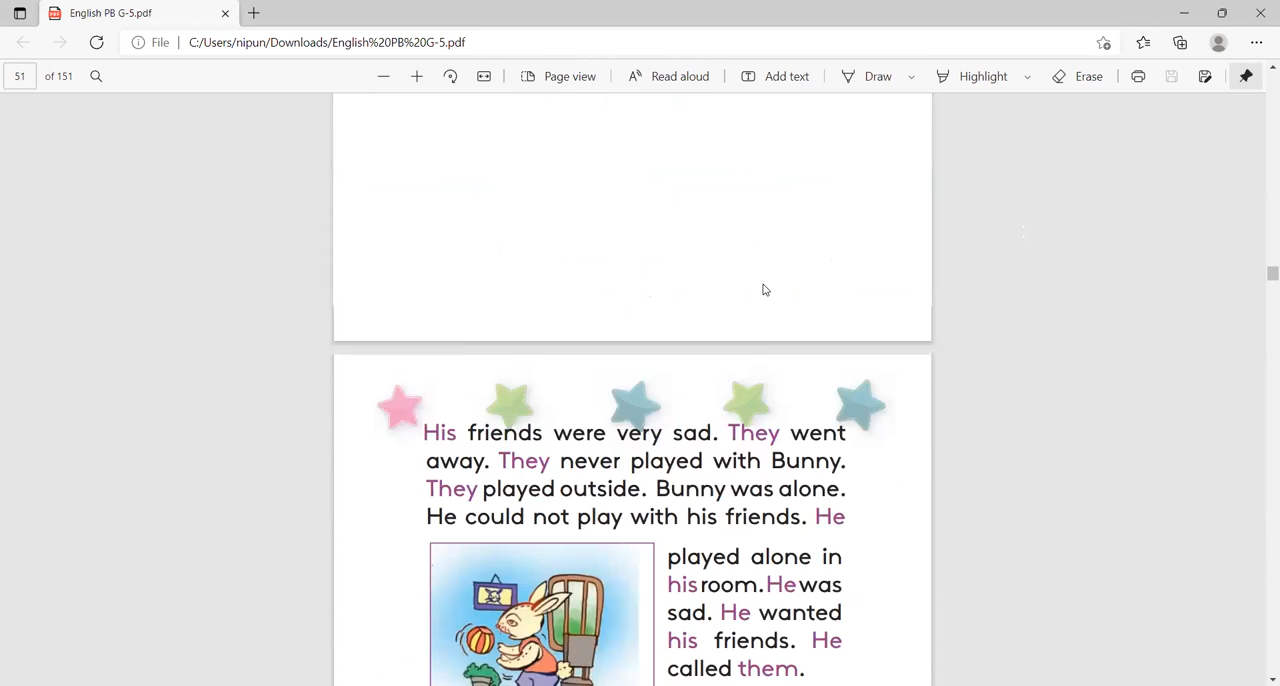 English PB G-5.pdf
File | C:/Users/nipun/Downloads/English%20PB%20G-5.pdf
51 of 151 Page view Read aloud Add text Draw Highlight Erase
His friends were very sad. They went
away. They never played with Bunny.
They played outside. Bunny was alone.
He could not play with his friends. He
played alone in
his room. He was
sad. He wanted
his friends. He
called them.